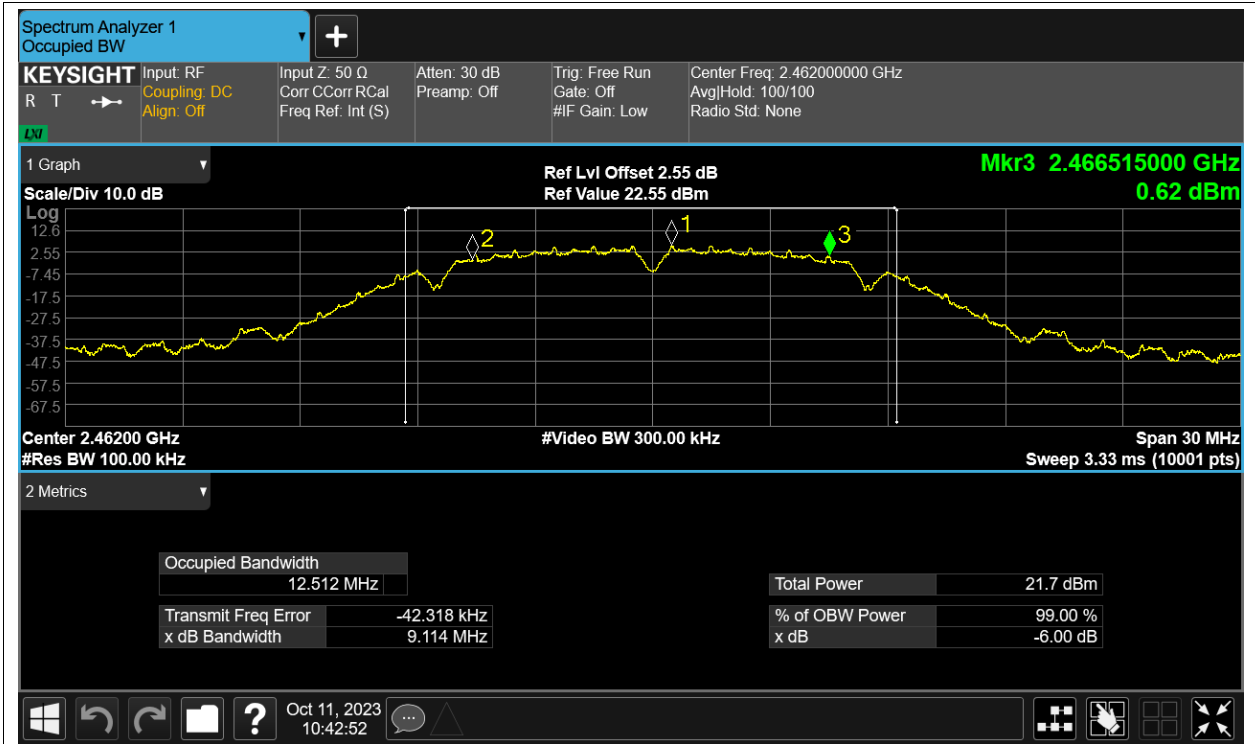 Spectrum Analyzer 1
Occupied BW
KEYSIGHT
R T
LXI
Input: RF
Coupling: DC
Align: Off
Input Z: 50 Ω
Corr CCorr RCal
Freq Ref: Int (S)
Atten: 30 dB
Preamp: Off
Trig: Free Run
Gate: Off
#IF Gain: Low
Center Freq: 2.462000000 GHz
Avg|Hold: 100/100
Radio Std: None
1 Graph
Scale/Div 10.0 dB
Ref Lvl Offset 2.55 dB
Ref Value 22.55 dBm
Mkr3 2.466515000 GHz
0.62 dBm
Log
12.6
2.55
-7.45
-17.5
-27.5
-37.5
-47.5
-57.5
-67.5
2
1
3
Center 2.46200 GHz
#Res BW 100.00 kHz
#Video BW 300.00 kHz
Span 30 MHz
Sweep 3.33 ms (10001 pts)
2 Metrics
Occupied Bandwidth
12.512 MHz
Transmit Freq Error -42.318 kHz
x dB Bandwidth 9.114 MHz
Total Power 21.7 dBm
% of OBW Power 99.00 %
x dB -6.00 dB
?
Oct 11, 2023
10:42:52